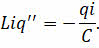 Liq'' = − qi/C.